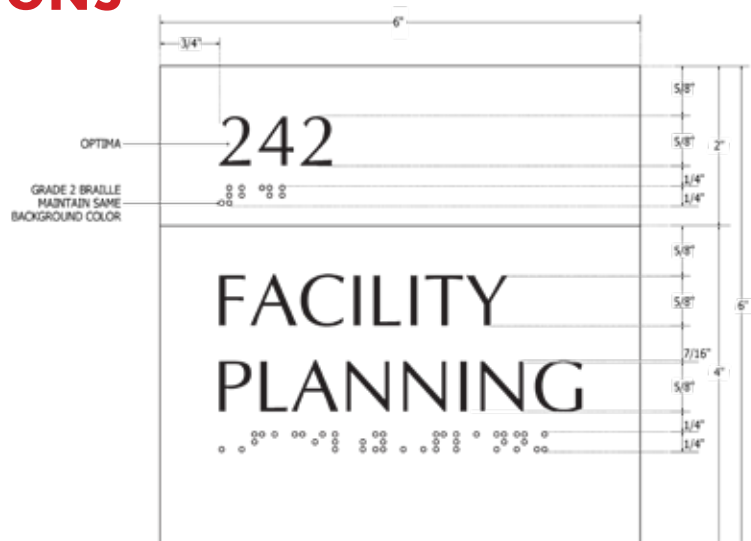 6"
3/4"
5/8"
OPTIMA
242
5/8"
2"
1/4"
GRADE 2 BRAILLE
MAINTAIN SAME
BACKGROUND COLOR
1/4"
5/8"
FACILITY
5/8"
6"
7/16"
PLANNING
5/8"
4"
1/4"
1/4"